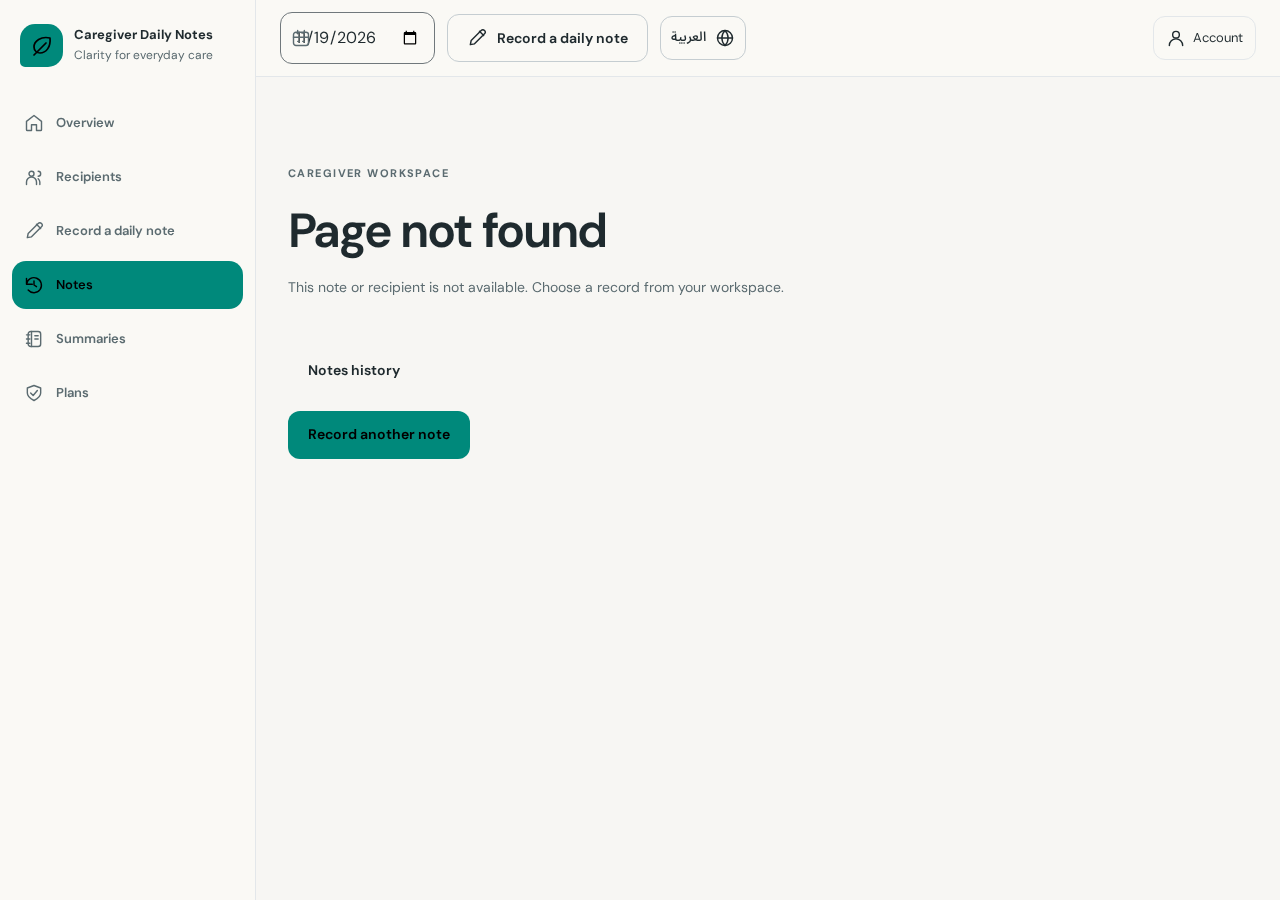 Caregiver Daily Notes
Clarity for everyday care
Overview
Recipients
Record a daily note
Notes
Summaries
Plans
/19/2026
Record a daily note
العربية
Account
CAREGIVER WORKSPACE
Page not found
This note or recipient is not available. Choose a record from your workspace.
Notes history
Record another note